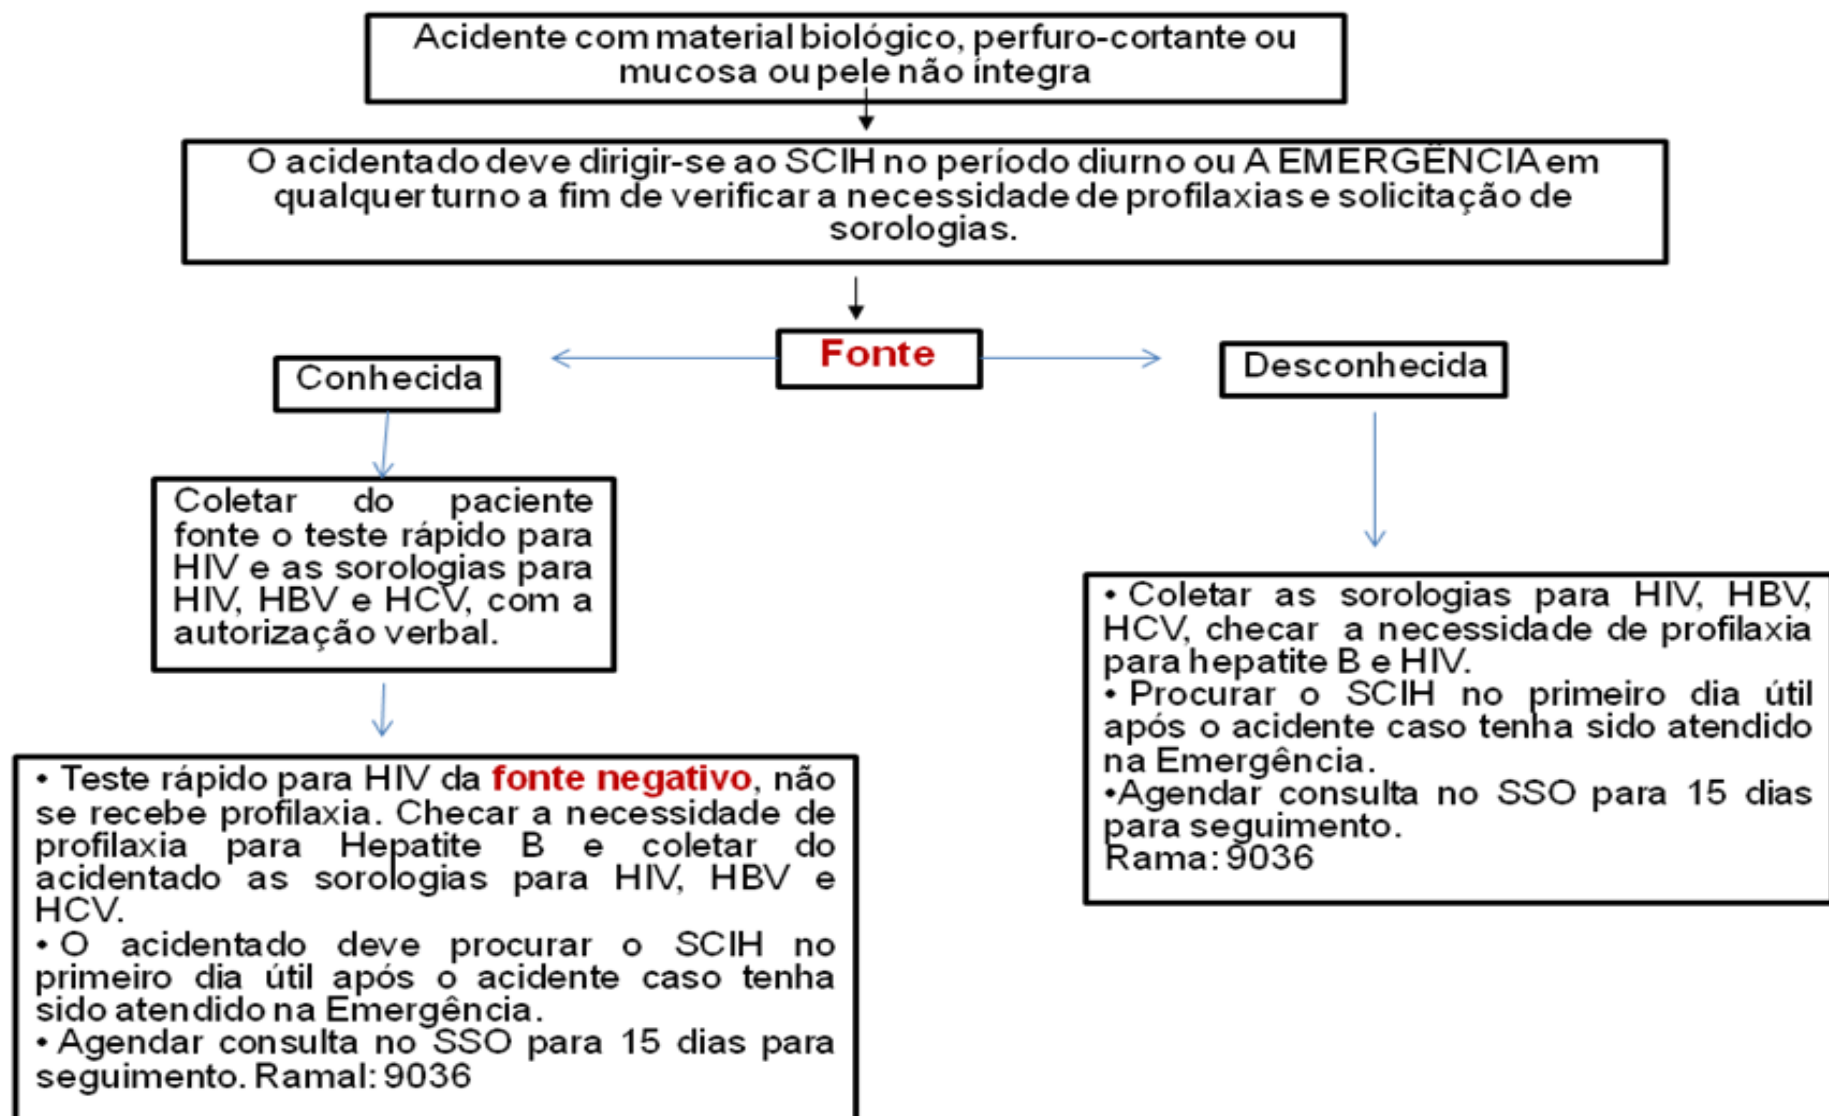 Acidente com material biológico, perfuro-cortante ou
mucosa ou pele não íntegra
O acidentado deve dirigir-se ao SCIH no período diurno ou A EMERGÊNCIA em
qualquer turno a fim de verificar a necessidade de profilaxias e solicitação de
sorologias.
Fonte
Conhecida
Desconhecida
Coletar do paciente
fonte o teste rápido para
HIV e as sorologias para
HIV, HBV e HCV, com a
autorização verbal.
• Coletar as sorologias para HIV, HBV,
HCV, checar a necessidade de profilaxia
para hepatite B e HIV.
• Procurar o SCIH no primeiro dia útil
após o acidente caso tenha sido atendido
na Emergência.
•Agendar consulta no SSO para 15 dias
para seguimento.
Rama: 9036
• Teste rápido para HIV da fonte negativo, não
se recebe profilaxia. Checar a necessidade de
profilaxia para Hepatite B e coletar do
acidentado as sorologias para HIV, HBV e
HCV.
• O acidentado deve procurar o SCIH no
primeiro dia útil após o acidente caso tenha
sido atendido na Emergência.
• Agendar consulta no SSO para 15 dias para
seguimento. Ramal: 9036